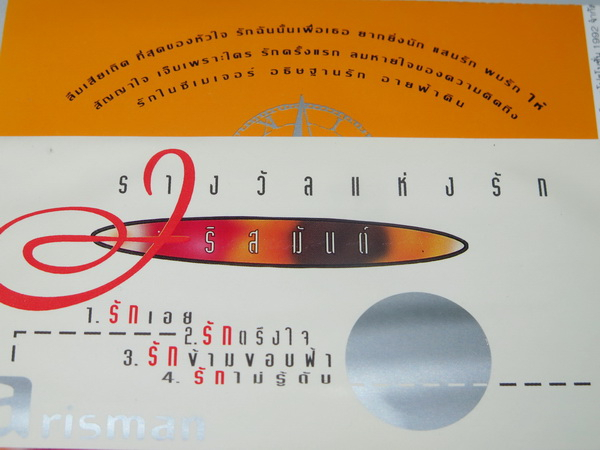 ลืมเสียเถิด ที่สุดของหัวใจ รักฉันนั้นเพื่อเธอ ยากยิ่งนัก แสนรัก พบรัก ให้
สัญญาใจ เจ็บเพราะใคร รักครั้งแรก ลมหายใจของความคิดถึง
รักในซีเมเจอร์ อธิษฐานรัก อายฟ้าดิน
รางวัลแห่งรัก
ริสมันต์
1. รักเอย
2. รักตรึงใจ
3. รักข้ามขอบฟ้า
4. รักไม่รู้ดับ
arisman